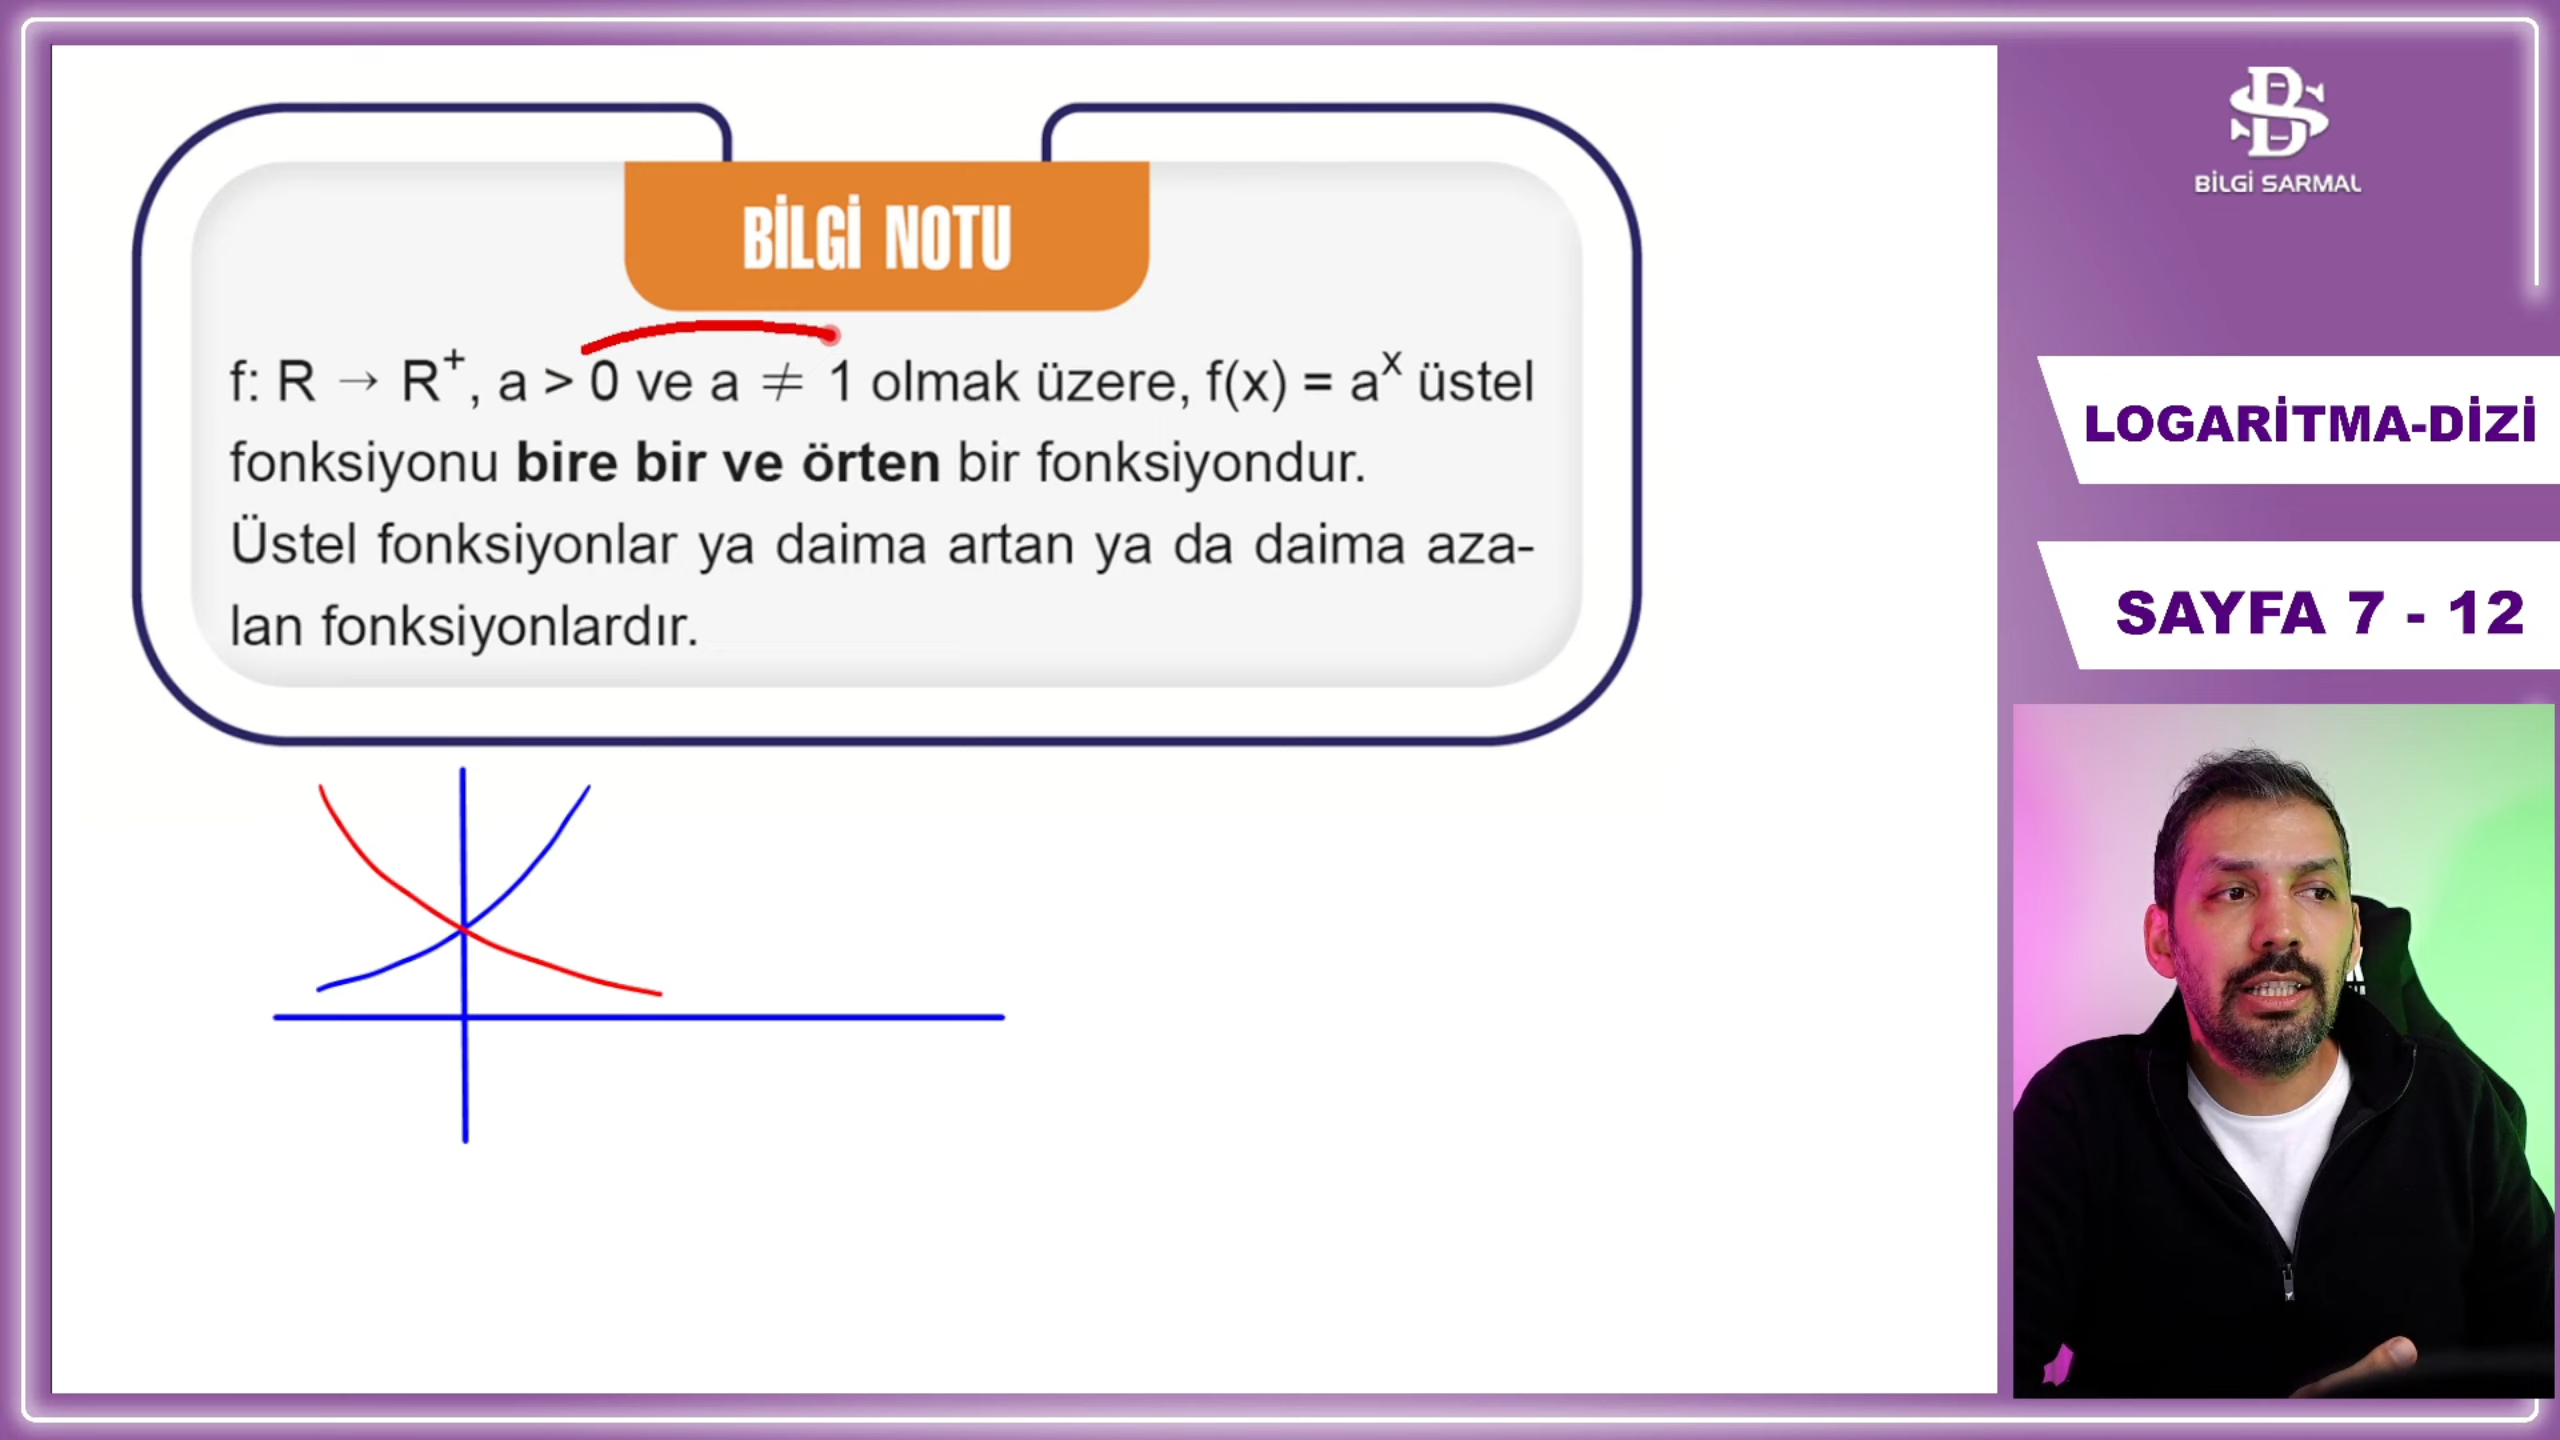 BİLGİ NOTU
f: R → R⁺, a > 0 ve a ≠ 1 olmak üzere, f(x) = aˣ üstel
fonksiyonu bire bir ve örten bir fonksiyondur.
Üstel fonksiyonlar ya daima artan ya da daima aza-
lan fonksiyonlardır.
BİLGİ SARMAL
LOGARİTMA-DİZİ
SAYFA 7 - 12